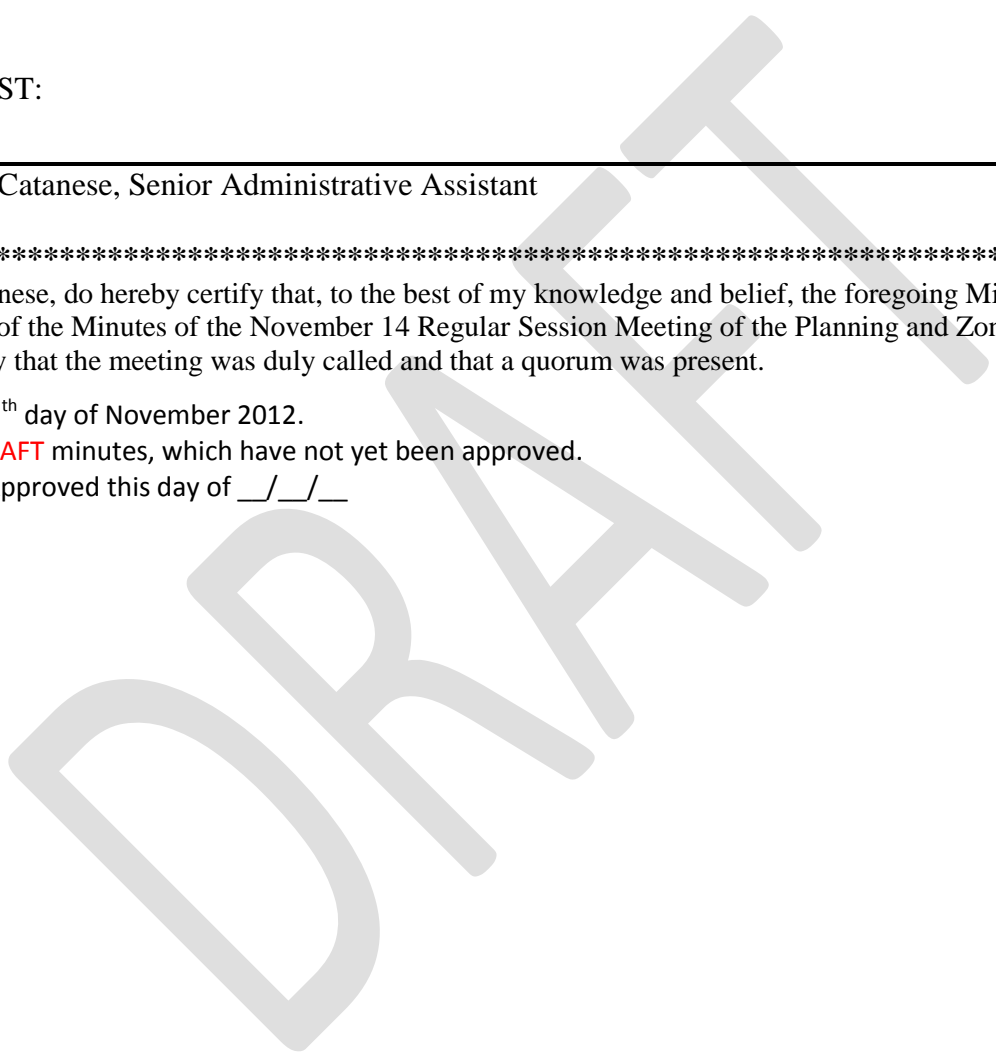 ST:
Catanese, Senior Administrative Assistant
**************************************************************
nese, do hereby certify that, to the best of my knowledge and belief, the foregoing Mi
of the Minutes of the November 14 Regular Session Meeting of the Planning and Zon
y that the meeting was duly called and that a quorum was present.
th day of November 2012.
AFT minutes, which have not yet been approved.
pproved this day of __/__/__
DRAFT